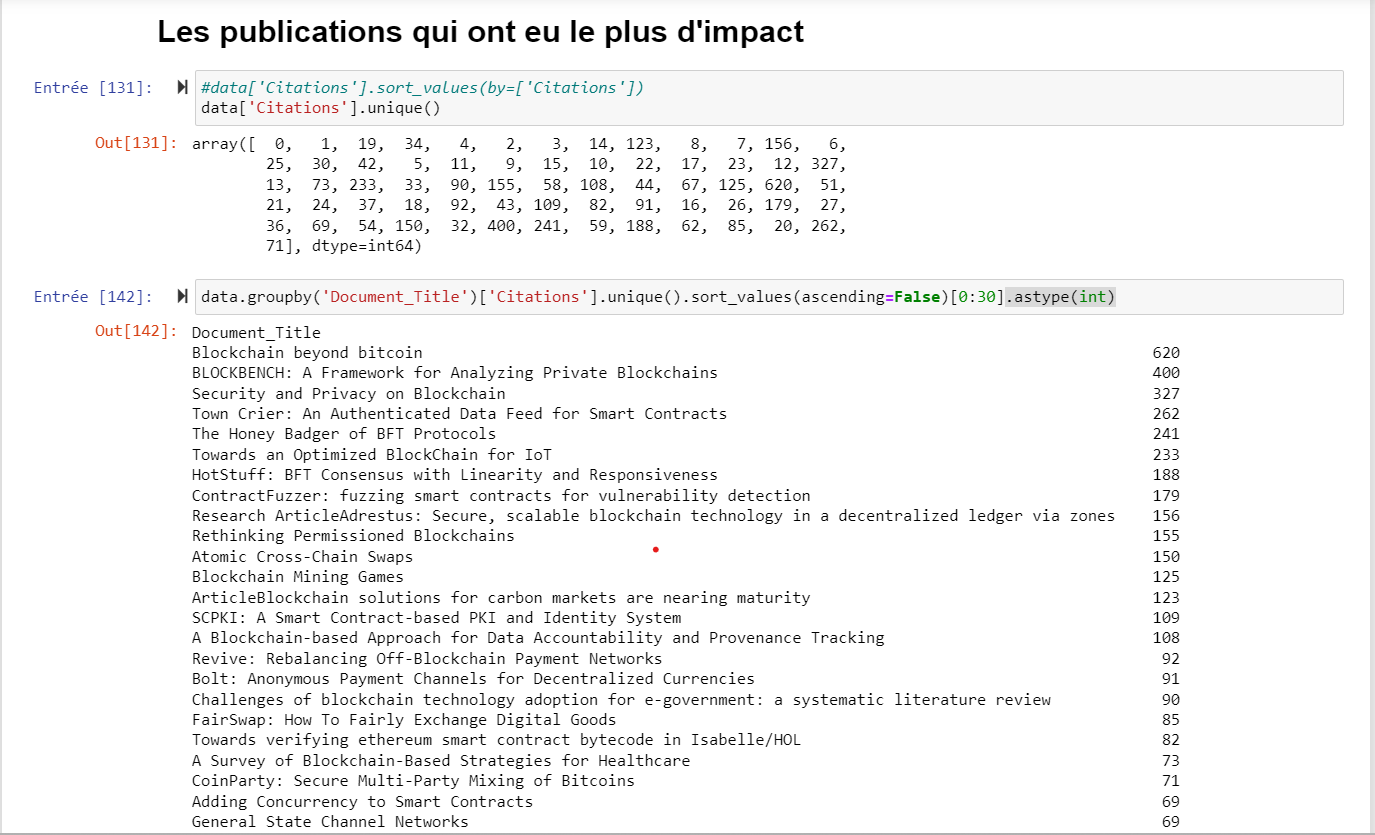 Les publications qui ont eu le plus d'impact
Entrée [131]: #data['Citations'].sort_values(by=['Citations'])
data['Citations'].unique()
Out[131]: array([ 0, 1, 19, 34, 4, 2, 3, 14, 123, 8, 7, 156, 6,
25, 30, 42, 5, 11, 9, 15, 10, 22, 17, 23, 12, 327,
13, 73, 233, 33, 90, 155, 58, 108, 44, 67, 125, 620, 51,
21, 24, 37, 18, 92, 43, 109, 82, 91, 16, 26, 179, 27,
36, 69, 54, 150, 32, 400, 241, 59, 188, 62, 85, 20, 262,
71], dtype=int64)
Entrée [142]: data.groupby('Document_Title')['Citations'].unique().sort_values(ascending=False)[0:30].astype(int)
Out[142]: Document_Title
Blockchain beyond bitcoin 620
BLOCKBENCH: A Framework for Analyzing Private Blockchains 400
Security and Privacy on Blockchain 327
Town Crier: An Authenticated Data Feed for Smart Contracts 262
The Honey Badger of BFT Protocols 241
Towards an Optimized BlockChain for IoT 233
HotStuff: BFT Consensus with Linearity and Responsiveness 188
ContractFuzzer: fuzzing smart contracts for vulnerability detection 179
Research ArticleAdrestus: Secure, scalable blockchain technology in a decentralized ledger via zones 156
Rethinking Permissioned Blockchains 155
Atomic Cross-Chain Swaps 150
Blockchain Mining Games 125
ArticleBlockchain solutions for carbon markets are nearing maturity 123
SCPKI: A Smart Contract-based PKI and Identity System 109
A Blockchain-based Approach for Data Accountability and Provenance Tracking 108
Revive: Rebalancing Off-Blockchain Payment Networks 92
Bolt: Anonymous Payment Channels for Decentralized Currencies 91
Challenges of blockchain technology adoption for e-government: a systematic literature review 90
FairSwap: How To Fairly Exchange Digital Goods 85
Towards verifying ethereum smart contract bytecode in Isabelle/HOL 82
A Survey of Blockchain-Based Strategies for Healthcare 73
CoinParty: Secure Multi-Party Mixing of Bitcoins 71
Adding Concurrency to Smart Contracts 69
General State Channel Networks 69